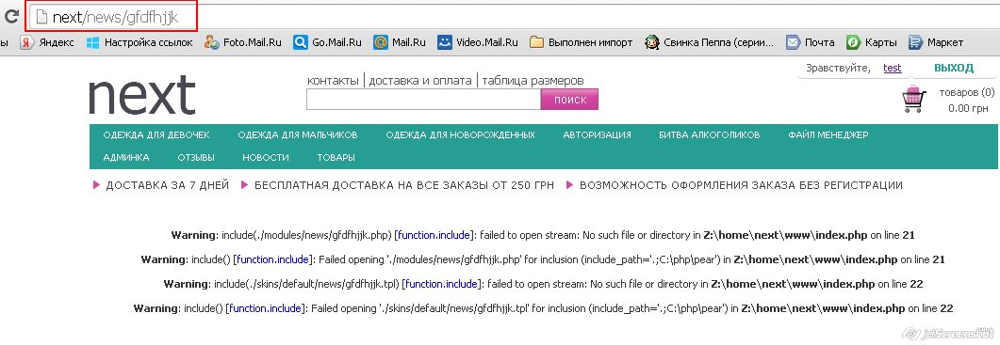 next/news/gfdfhjjk
ы Яндекс Настройка ссылок Foto.Mail.Ru Go.Mail.Ru @Mail.Ru Video.Mail.Ru Выполнен импорт Свинка Пеппа (серии... Почта Карты Маркет
Зравствуйте, test ВЫХОД
next
контакты | доставка и оплата | таблица размеров
ПОИСК
товаров (0)
0.00 грн
ОДЕЖДА ДЛЯ ДЕВОЧЕК ОДЕЖДА ДЛЯ МАЛЬЧИКОВ ОДЕЖДА ДЛЯ НОВОРОЖДЕННЫХ АВТОРИЗАЦИЯ БИТВА АЛКОГОЛИКОВ ФАЙЛ МЕНЕДЖЕР
АДМИНКА ОТЗЫВЫ НОВОСТИ ТОВАРЫ
ДОСТАВКА ЗА 7 ДНЕЙ БЕСПЛАТНАЯ ДОСТАВКА НА ВСЕ ЗАКАЗЫ ОТ 250 ГРН ВОЗМОЖНОСТЬ ОФОРМЛЕНИЯ ЗАКАЗА БЕЗ РЕГИСТРАЦИИ
Warning: include(./modules/news/gfdfhjjk.php) [function.include]: failed to open stream: No such file or directory in Z:\home\next\www\index.php on line 21
Warning: include() [function.include]: Failed opening './modules/news/gfdfhjjk.php' for inclusion (include_path='.;C:\php\pear') in Z:\home\next\www\index.php on line 21
Warning: include(./skins/default/news/gfdfhjjk.tpl) [function.include]: failed to open stream: No such file or directory in Z:\home\next\www\index.php on line 22
Warning: include() [function.include]: Failed opening './skins/default/news/gfdfhjjk.tpl' for inclusion (include_path='.;C:\php\pear') in Z:\home\next\www\index.php on line 22
jetScreenshot